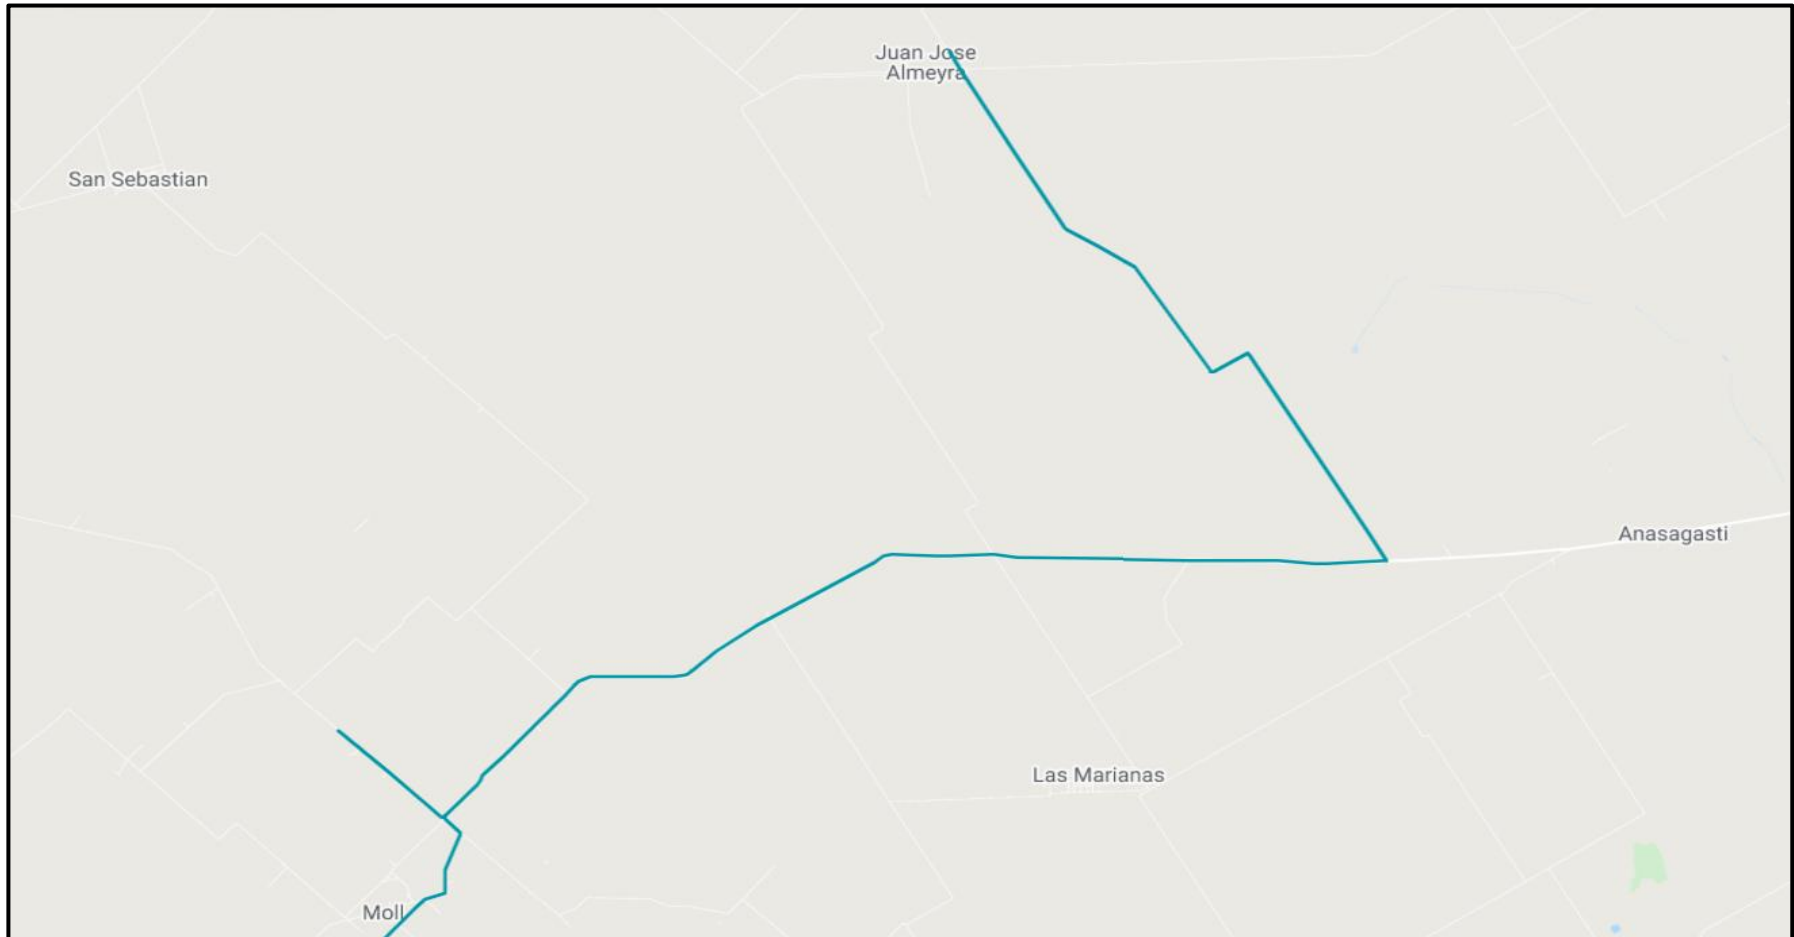 Juan Jose
Almeyra
San Sebastian
Anasagasti
Las Marianas
Moll